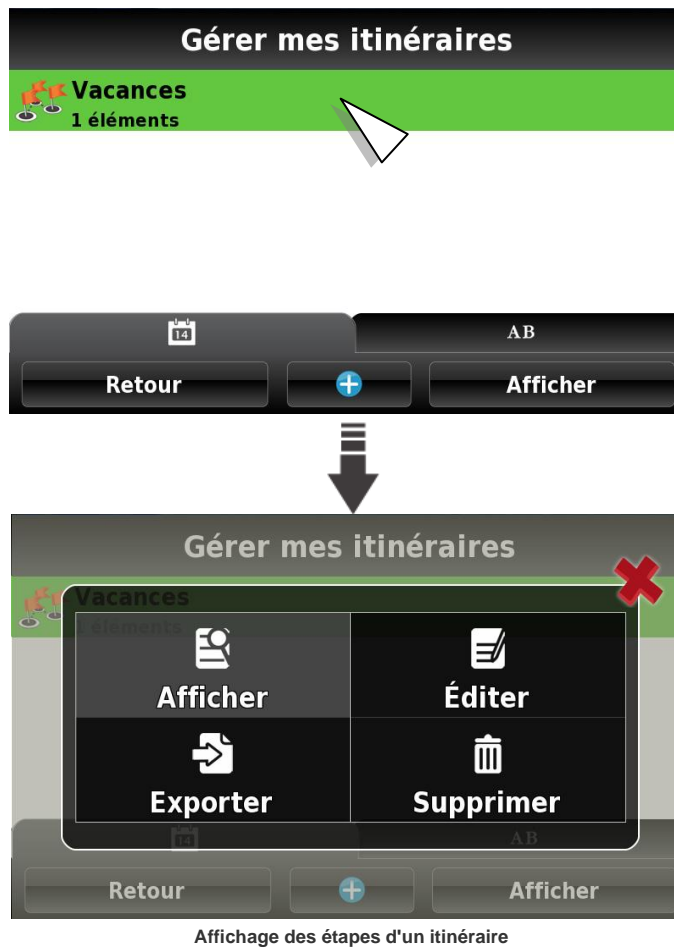 Gérer mes itinéraires
Vacances
1 éléments
14
AB
Retour
Afficher
Gérer mes itinéraires
Vacances
1 éléments
Afficher
Éditer
Exporter
Supprimer
14
AB
Retour
Afficher
Affichage des étapes d'un itinéraire